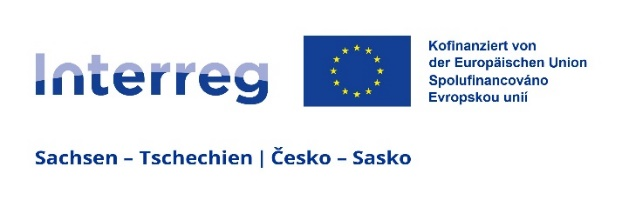 Interreg
Kofinanziert von
der Europäischen Union
Spolufinancováno
Evropskou unií
Sachsen – Tschechien | Česko – Sasko